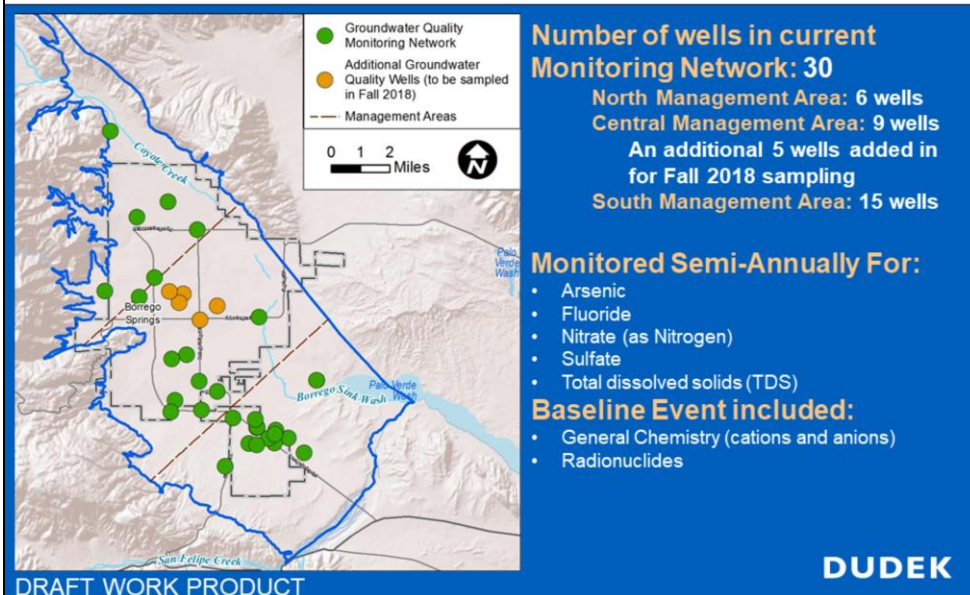 Groundwater Quality
Monitoring Network
Additional Groundwater
Quality Wells (to be sampled
in Fall 2018)
Management Areas
0 1 2
Miles
N
Coyote Creek
Palo
Verde
Wash
Borrego
Springs
Borrego Sink Wash
Palo Verde
Wash
San Felipe Creek
DRAFT WORK PRODUCT
Number of wells in current
Monitoring Network: 30
North Management Area: 6 wells
Central Management Area: 9 wells
An additional 5 wells added in
for Fall 2018 sampling
South Management Area: 15 wells
Monitored Semi-Annually For:
• Arsenic
• Fluoride
• Nitrate (as Nitrogen)
• Sulfate
• Total dissolved solids (TDS)
Baseline Event included:
• General Chemistry (cations and anions)
• Radionuclides
DUDEK